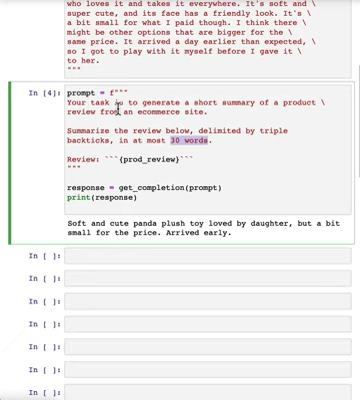 who loves it and takes it everywhere. It's soft and \
super cute, and its face has a friendly look. It's \
a bit small for what I paid though. I think there \
might be other options that are bigger for the \
same price. It arrived a day earlier than expected, \
so I got to play with it myself before I gave it \
to her.
"""
In [4]: prompt = f"""
Your task is to generate a short summary of a product \
review from an ecommerce site.
Summarize the review below, delimited by triple
backticks, in at most 30 words.
Review: ```{prod_review}```
"""
response = get_completion(prompt)
print(response)
Soft and cute panda plush toy loved by daughter, but a bit
small for the price. Arrived early.
In [ ]:
In [ ]:
In [ ]:
In [ ]:
In [ ]:
In [ ]:
In [ ]: